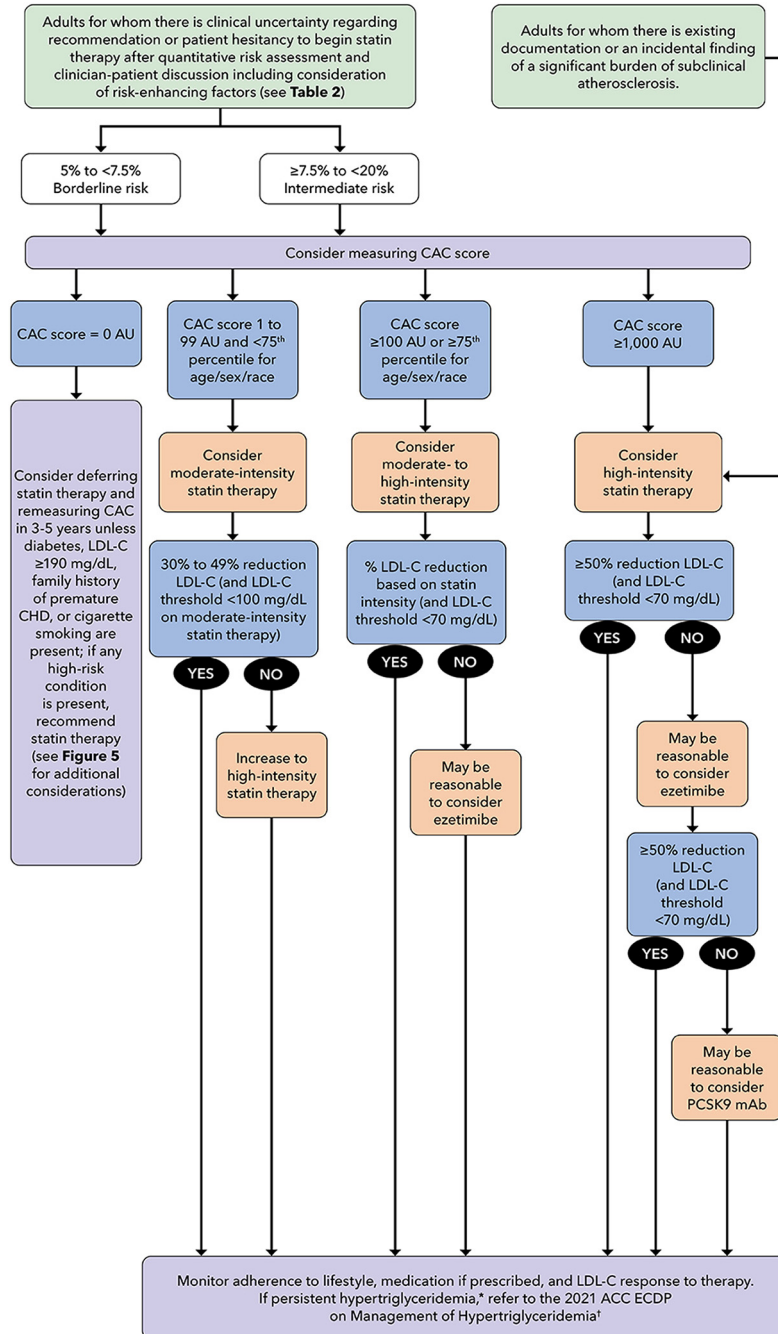 Adults for whom there is clinical uncertainty regarding
recommendation or patient hesitancy to begin statin
therapy after quantitative risk assessment and
clinician-patient discussion including consideration
of risk-enhancing factors (see Table 2)
Adults for whom there is existing
documentation or an incidental finding
of a significant burden of subclinical
atherosclerosis.
5% to <7.5%
Borderline risk
≥7.5% to <20%
Intermediate risk
Consider measuring CAC score
CAC score = 0 AU
CAC score 1 to
99 AU and <75th
percentile for
age/sex/race
CAC score
≥100 AU or ≥75th
percentile for
age/sex/race
CAC score
≥1,000 AU
Consider deferring
statin therapy and
remeasuring CAC
in 3-5 years unless
diabetes, LDL-C
≥190 mg/dL,
family history
of premature
CHD, or cigarette
smoking are
present; if any
high-risk
condition
is present,
recommend
statin therapy
(see Figure 5
for additional
considerations)
Consider
moderate-intensity
statin therapy
Consider
moderate- to
high-intensity
statin therapy
Consider
high-intensity
statin therapy
30% to 49% reduction
LDL-C (and LDL-C
threshold <100 mg/dL
on moderate-intensity
statin therapy)
% LDL-C reduction
based on statin
intensity (and LDL-C
threshold <70 mg/dL)
≥50% reduction LDL-C
(and LDL-C
threshold <70 mg/dL)
YES
NO
YES
NO
YES
NO
Increase to
high-intensity
statin therapy
May be
reasonable
to consider
ezetimibe
May be
reasonable
to consider
ezetimibe
≥50% reduction
LDL-C
(and LDL-C
threshold
<70 mg/dL)
YES
NO
May be
reasonable
to consider
PCSK9 mAb
Monitor adherence to lifestyle, medication if prescribed, and LDL-C response to therapy.
If persistent hypertriglyceridemia,* refer to the 2021 ACC ECDP
on Management of Hypertriglyceridemia†